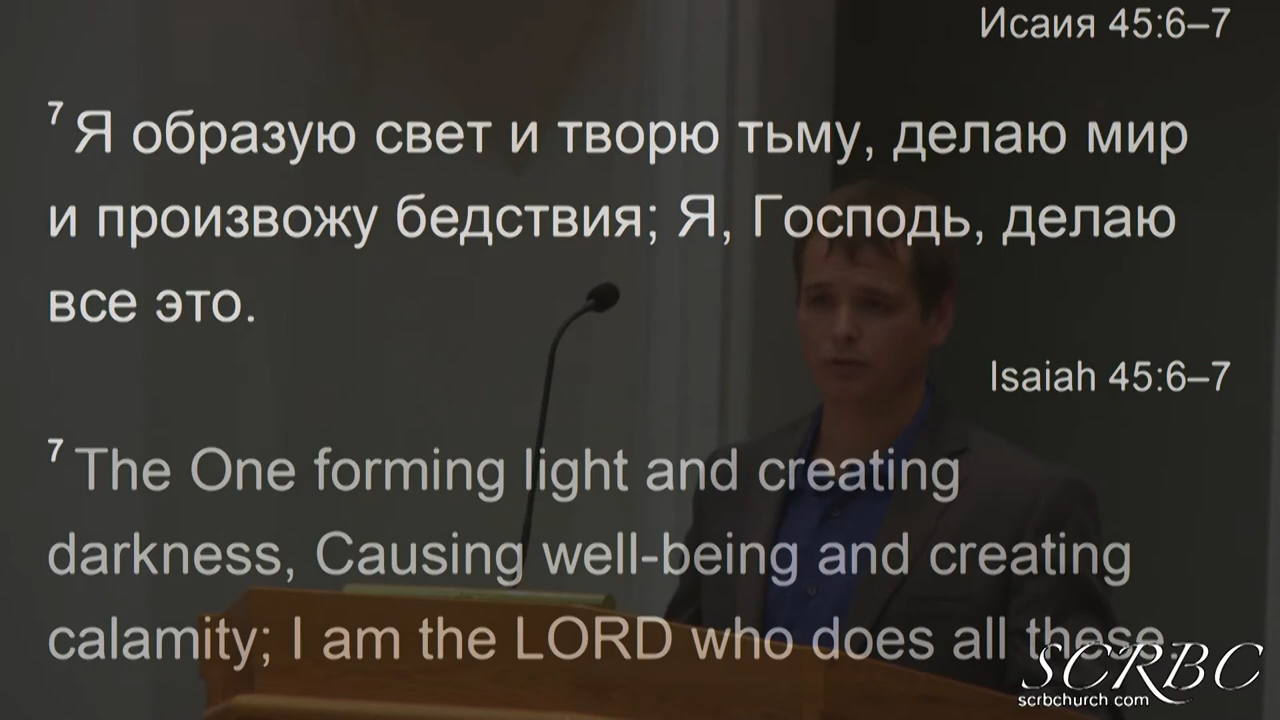 Исаия 45:6–7
7 Я образую свет и творю тьму, делаю мир
и произвожу бедствия; Я, Господь, делаю
все это.
Isaiah 45:6–7
7 The One forming light and creating
darkness, Causing well-being and creating
calamity; I am the LORD who does all these.
SCRBC
scrbchurch com